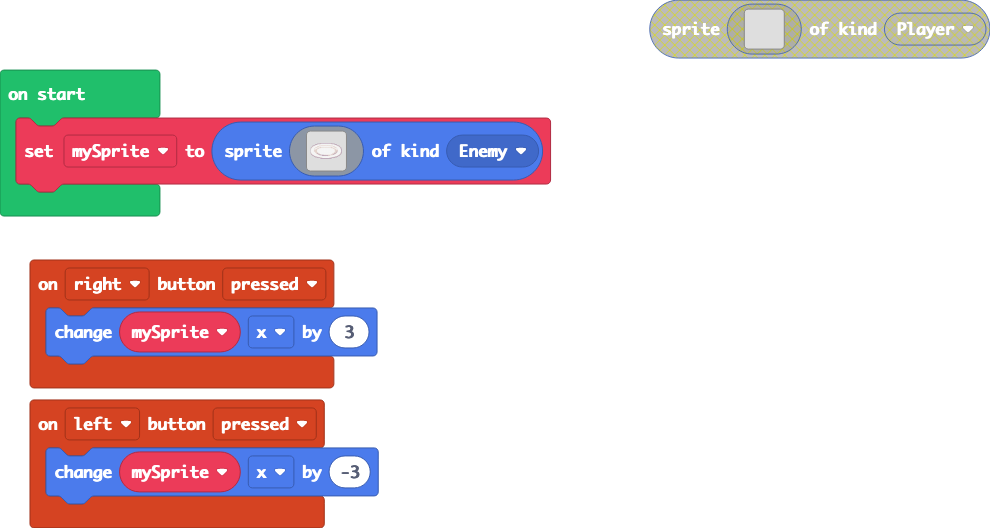 sprite of kind Player
on start
set mySprite to sprite of kind Enemy
on right button pressed
change mySprite x by 3
on left button pressed
change mySprite x by -3